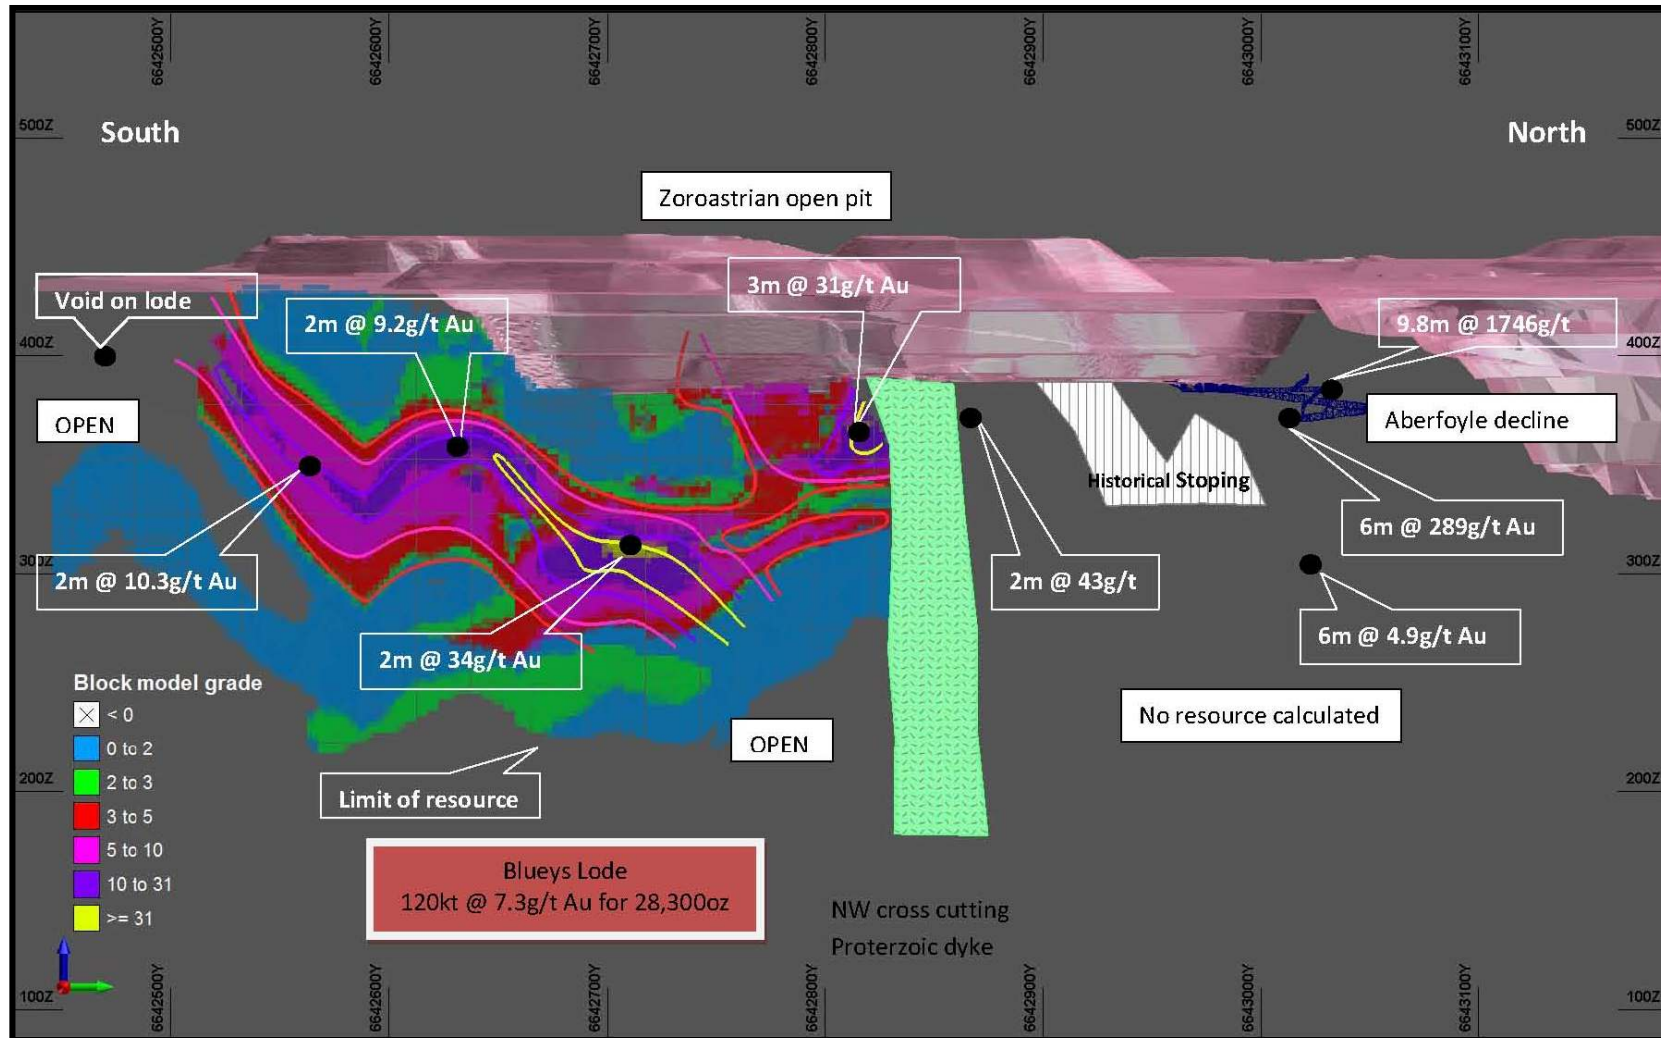 6642500Y
6642600Y
6642700Y
6642800Y
6642900Y
6643000Y
6643100Y
500Z
South
North
500Z
Zoroastrian open pit
Void on lode
2m @ 9.2g/t Au
3m @ 31g/t Au
9.8m @ 1746g/t
400Z
400Z
OPEN
Aberfoyle decline
Historical Stoping
6m @ 289g/t Au
300Z
2m @ 10.3g/t Au
2m @ 43g/t
300Z
6m @ 4.9g/t Au
2m @ 34g/t Au
Block model grade
< 0
0 to 2
2 to 3
3 to 5
5 to 10
10 to 31
>= 31
No resource calculated
OPEN
200Z
Limit of resource
200Z
Blueys Lode
120kt @ 7.3g/t Au for 28,300oz
NW cross cutting
Proterzoic dyke
100Z
100Z
6642500Y
6642600Y
6642700Y
6642800Y
6642900Y
6643000Y
6643100Y